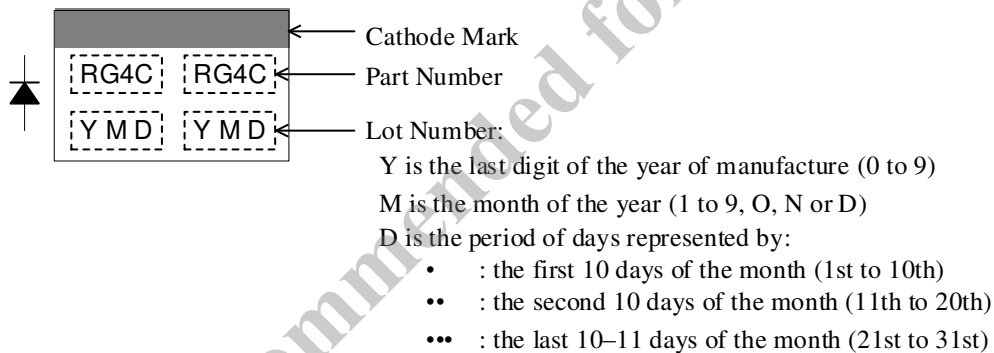 Cathode Mark
RG4C RG4C Part Number
Y M D Y M D Lot Number:
Y is the last digit of the year of manufacture (0 to 9)
M is the month of the year (1 to 9, O, N or D)
D is the period of days represented by:
• : the first 10 days of the month (1st to 10th)
•• : the second 10 days of the month (11th to 20th)
••• : the last 10–11 days of the month (21st to 31st)
ommended fo